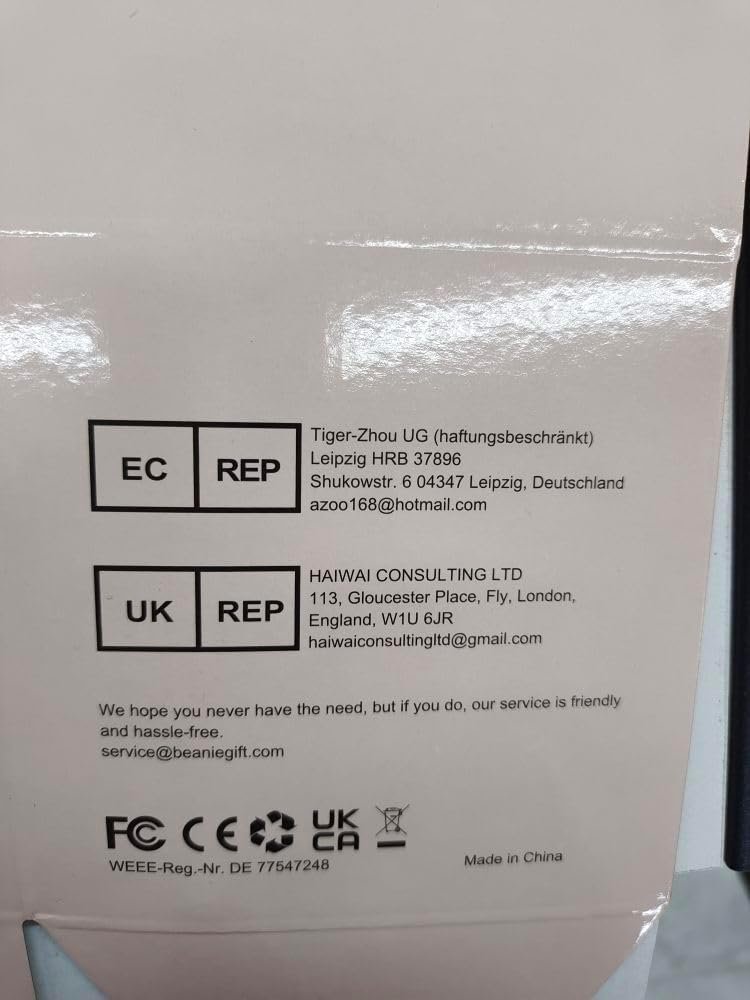 EC REP
Tiger-Zhou UG (haftungsbeschränkt)
Leipzig HRB 37896
Shukowstr. 6 04347 Leipzig, Deutschland
azoo168@hotmail.com
UK REP
HAIWAI CONSULTING LTD
113, Gloucester Place, Fly, London,
England, W1U 6JR
haiwaiconsultingltd@gmail.com
We hope you never have the need, but if you do, our service is friendly
and hassle-free.
service@beaniegift.com
FC CE UK
CA
WEEE-Reg.-Nr. DE 77547248
Made in China